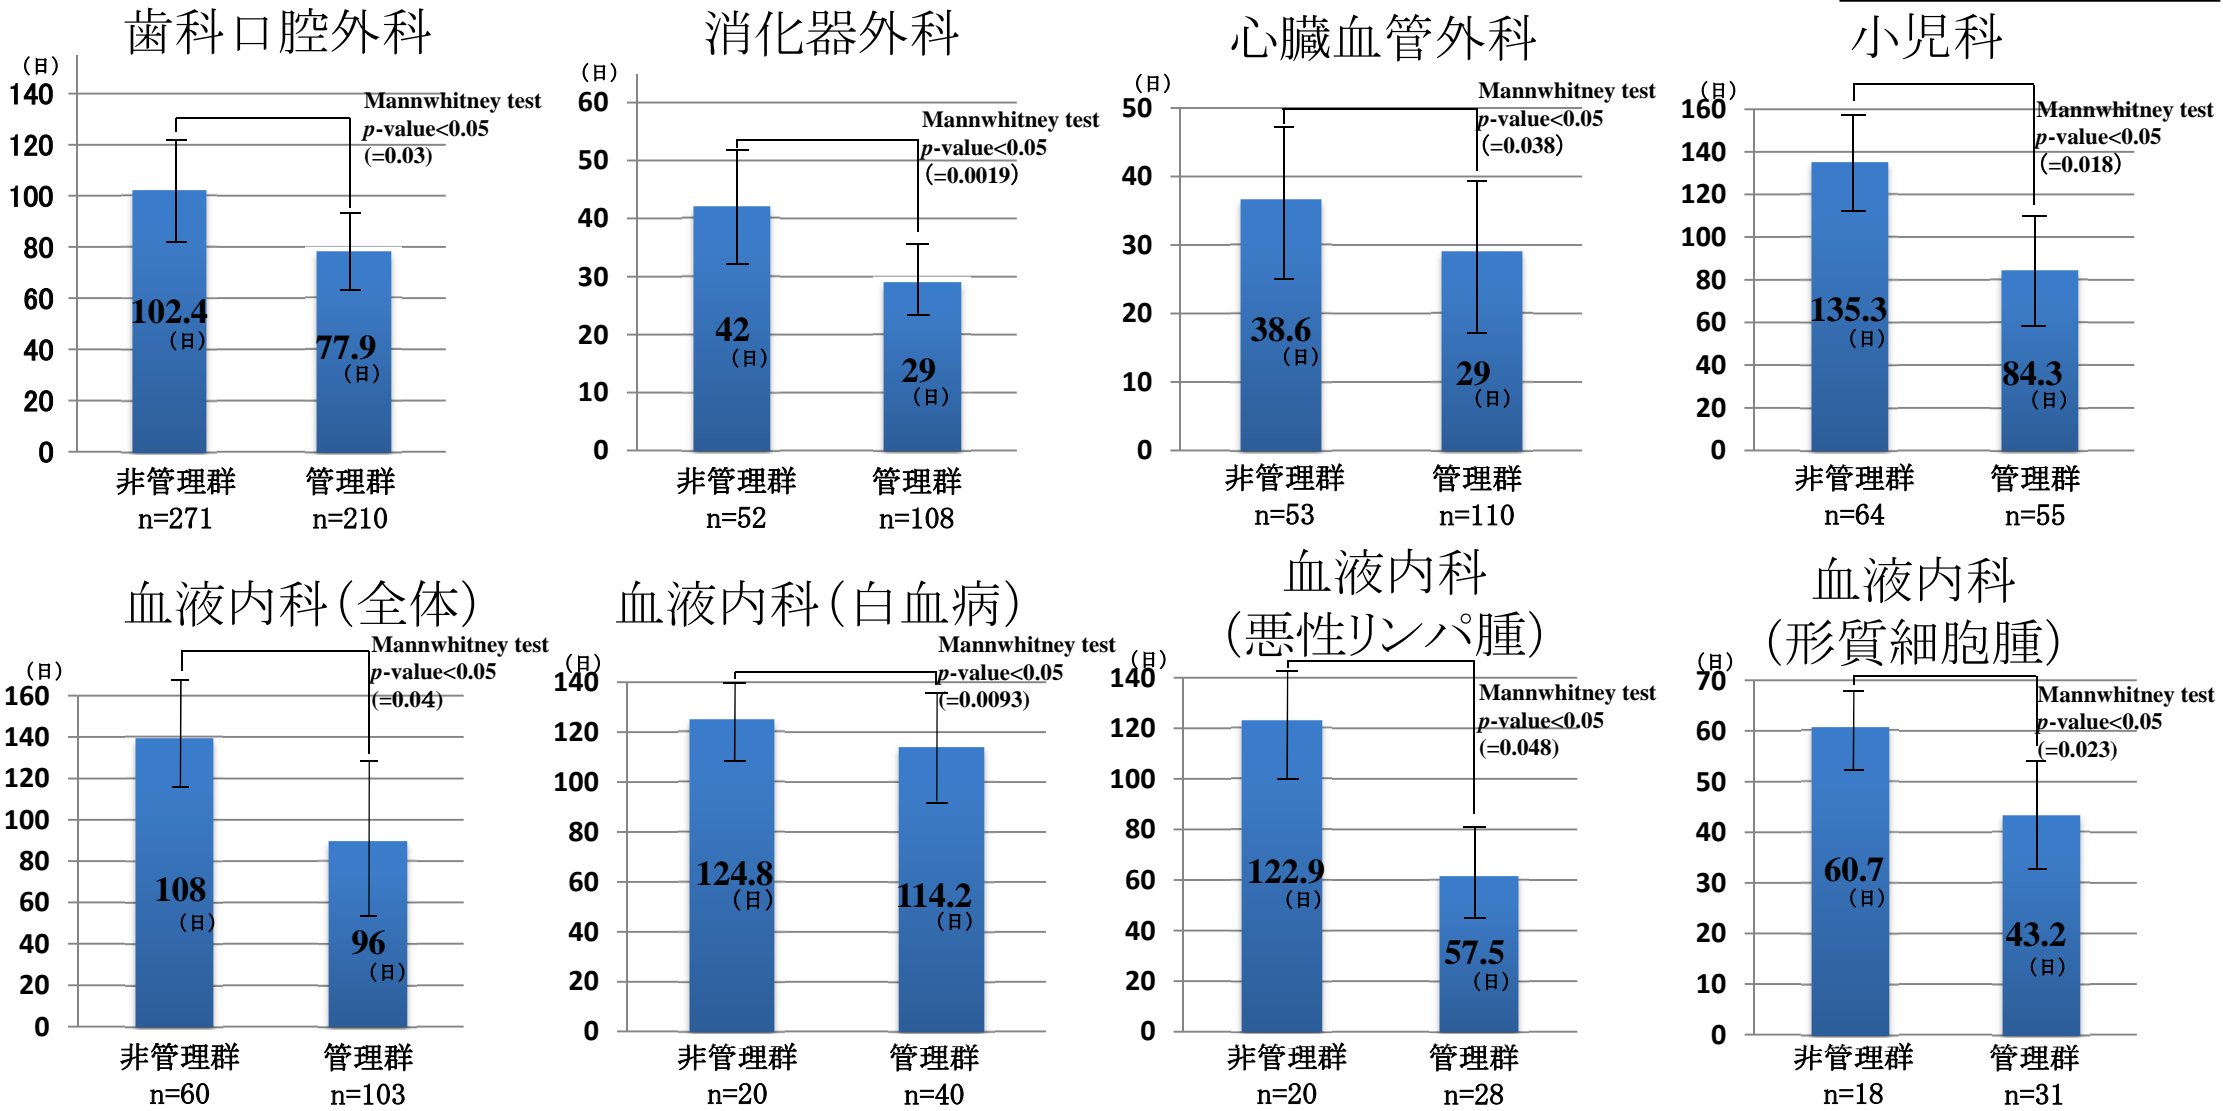 歯科口腔外科
(日)
140
120
100
80
60
40
20
0
Mannwhitney test
p-value<0.05
(=0.03)
102.4
(日)
77.9
(日)
非管理群
管理群
n=271
n=210
消化器外科
(日)
60
50
40
30
20
10
0
Mannwhitney test
p-value<0.05
(=0.0019)
42
(日)
29
(日)
非管理群
管理群
n=52
n=108
心臓血管外科
(日)
50
40
30
20
10
0
Mannwhitney test
p-value<0.05
(=0.038)
38.6
(日)
29
(日)
非管理群
管理群
n=53
n=110
小児科
(日)
160
140
120
100
80
60
40
20
0
Mannwhitney test
p-value<0.05
(=0.018)
135.3
(日)
84.3
(日)
非管理群
管理群
n=64
n=55
血液内科(全体)
(日)
160
140
120
100
80
60
40
20
0
Mannwhitney test
p-value<0.05
(=0.04)
108
(日)
96
(日)
非管理群
管理群
n=60
n=103
血液内科(白血病)
(日)
140
120
100
80
60
40
20
0
Mannwhitney test
p-value<0.05
(=0.0093)
124.8
(日)
114.2
(日)
非管理群
管理群
n=20
n=40
血液内科
(悪性リンパ腫)
(日)
140
120
100
80
60
40
20
0
Mannwhitney test
p-value<0.05
(=0.048)
122.9
(日)
57.5
(日)
非管理群
管理群
n=20
n=28
血液内科
(形質細胞腫)
(日)
70
60
50
40
30
20
10
0
Mannwhitney test
p-value<0.05
(=0.023)
60.7
(日)
43.2
(日)
非管理群
管理群
n=18
n=31